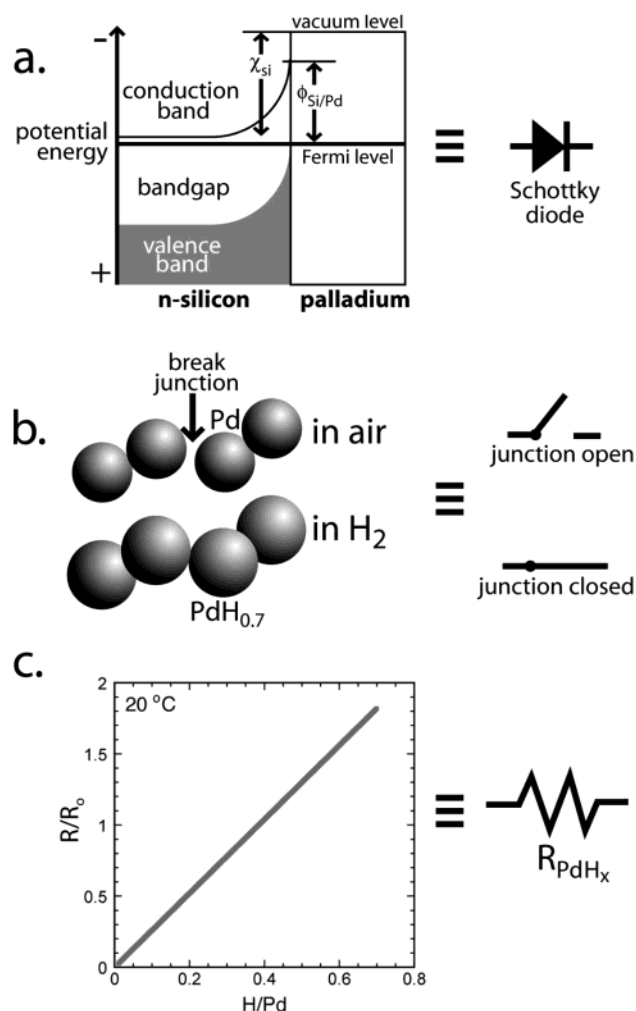 a.
−
vacuum level
χsi
conduction
band
ϕSi/Pd
potential
energy
Fermi level
bandgap
valence
band
+
n-silicon
palladium
≡
Schottky
diode
b.
break
junction
Pd
in air
in H2
PdH0.7
≡
junction open
junction closed
c.
20 °C
R/Ro
2
1.5
1
0.5
0
0 0.2 0.4 0.6 0.8
H/Pd
≡
RPdHx